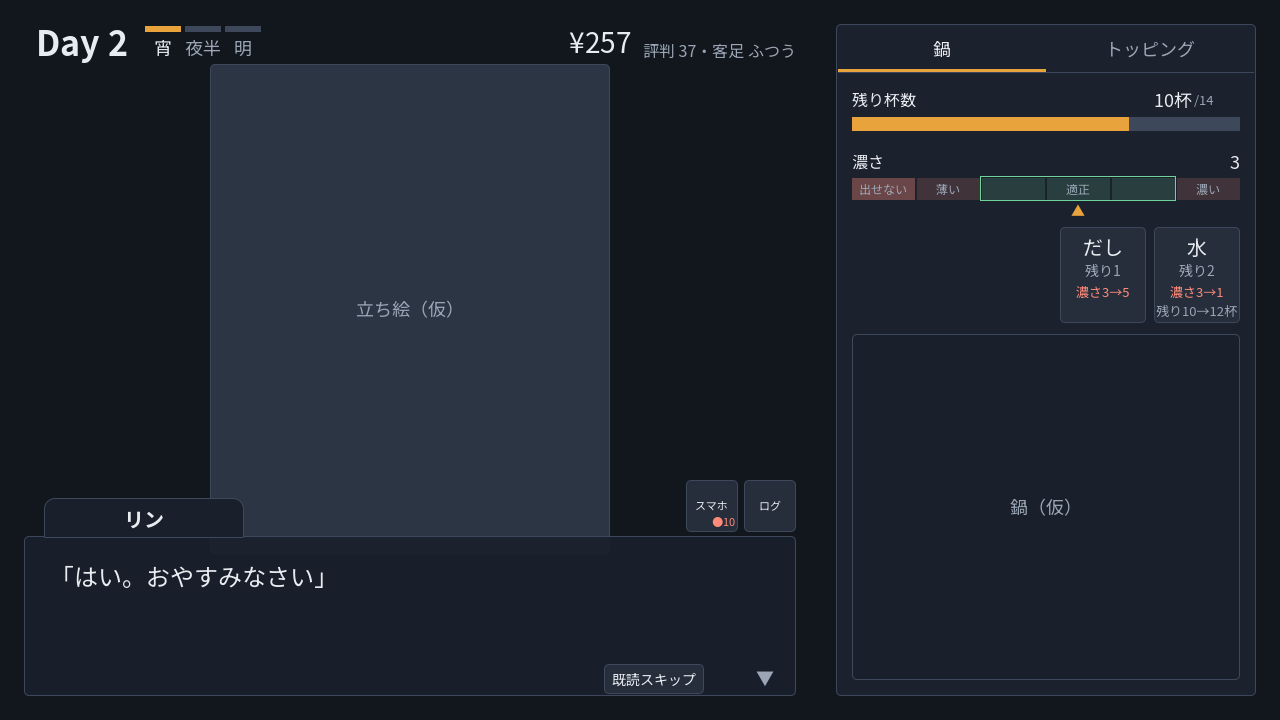 Day 2
宵 夜半 明
¥257
評判 37・客足 ふつう
立ち絵（仮）
スマホ
10
ログ
リン
「はい。おやすみなさい」
既読スキップ
▼
鍋
トッピング
残り杯数
10杯/14
濃さ
3
出せない 薄い 適正 濃い
だし
残り1
濃さ3→5
水
残り2
濃さ3→1
残り10→12杯
鍋（仮）